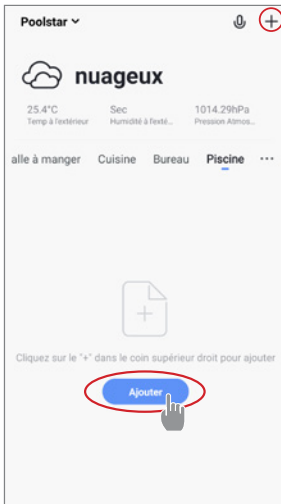 Poolstar
nuageux
25.4°C Sec 1014.29hPa
Temp à l'extérieur Humidité à l'exté... Pression Atmos...
alle à manger Cuisine Bureau Piscine ...
Cliquez sur le "+" dans le coin supérieur droit pour ajouter
Ajouter